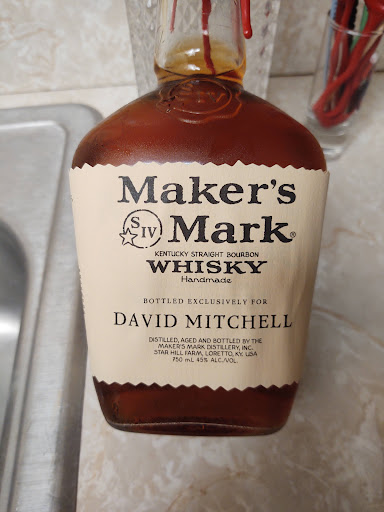 Maker's
S IV Mark®
KENTUCKY STRAIGHT BOURBON
WHISKY
Handmade
BOTTLED EXCLUSIVELY FOR
DAVID MITCHELL
DISTILLED, AGED AND BOTTLED BY THE
MAKER'S MARK DISTILLERY, INC.
STAR HILL FARM, LORETTO, KY. USA
750 mL 45% ALC./VOL.